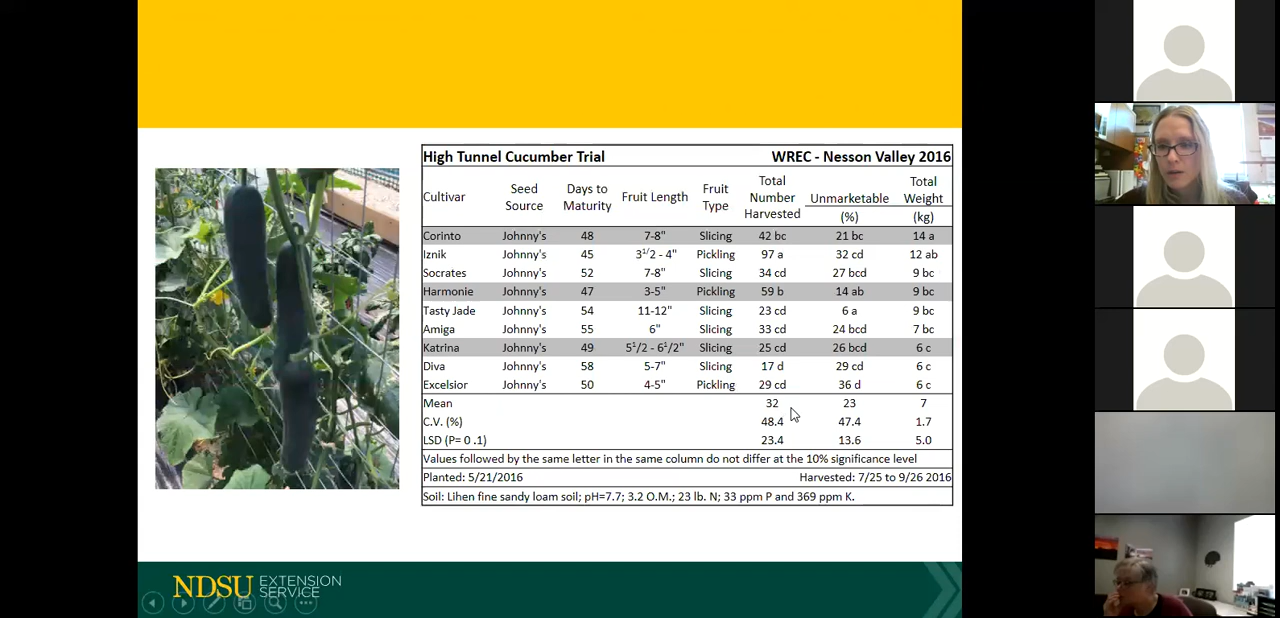 High Tunnel Cucumber Trial WREC - Nesson Valley 2016
Cultivar Seed Source Days to Maturity Fruit Length Fruit Type Total Number Harvested Unmarketable (%) Total Weight (kg)
Corinto Johnny's 48 7-8" Slicing 42 bc 21 bc 14 a
Iznik Johnny's 45 3 1/2 - 4" Pickling 97 a 32 cd 12 ab
Socrates Johnny's 52 7-8" Slicing 34 cd 27 bcd 9 bc
Harmonie Johnny's 47 3-5" Pickling 59 b 14 ab 9 bc
Tasty Jade Johnny's 54 11-12" Slicing 23 cd 6 a 9 bc
Amiga Johnny's 55 6" Slicing 33 cd 24 bcd 7 bc
Katrina Johnny's 49 5 1/2 - 6 1/2" Slicing 25 cd 26 bcd 6 c
Diva Johnny's 58 5-7" Slicing 17 d 29 cd 6 c
Excelsior Johnny's 50 4-5" Pickling 29 cd 36 d 6 c
Mean 32 23 7
C.V. (%) 48.4 47.4 1.7
LSD (P= 0 .1) 23.4 13.6 5.0
Values followed by the same letter in the same column do not differ at the 10% significance level
Planted: 5/21/2016 Harvested: 7/25 to 9/26 2016
Soil: Lihen fine sandy loam soil; pH=7.7; 3.2 O.M.; 23 lb. N; 33 ppm P and 369 ppm K.
NDSU EXTENSION SERVICE